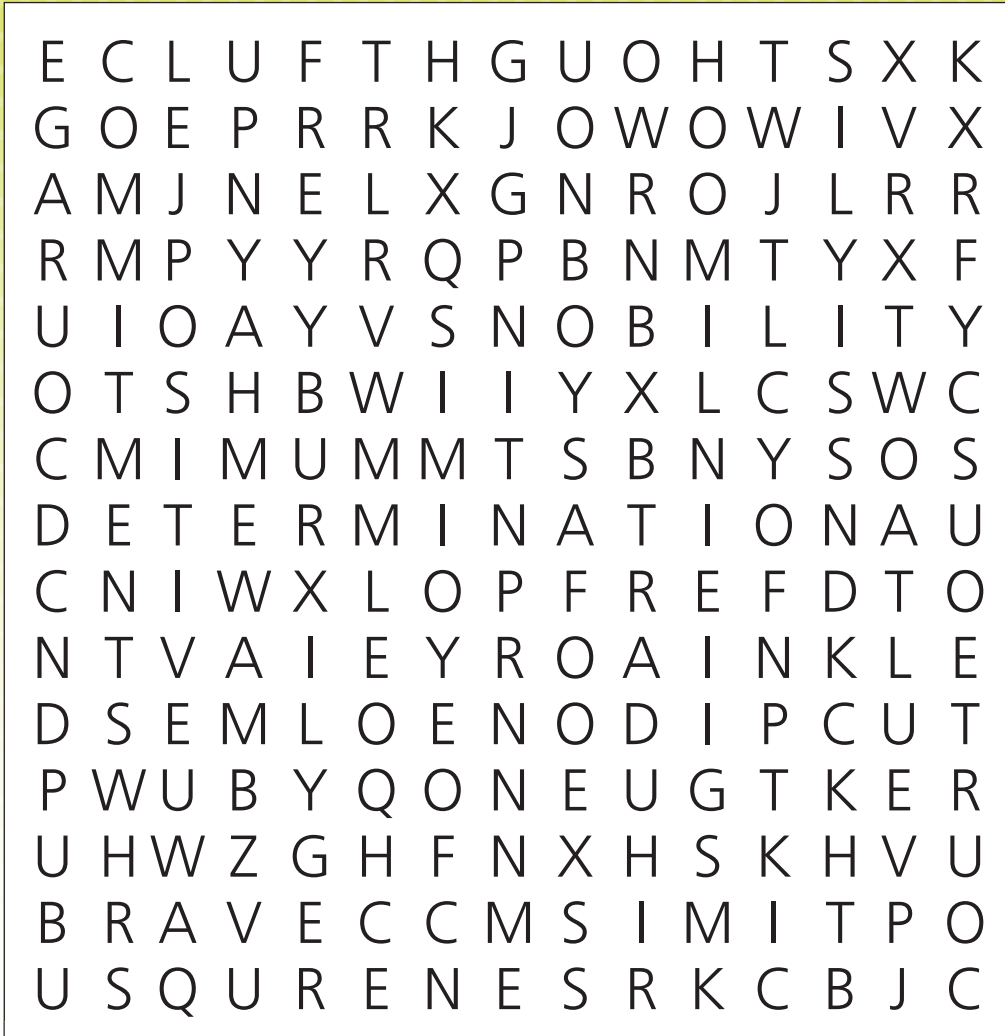 E C L U F T H G U O H T S X K
G O E P R R K J O W O W I V X
A M J N E L X G N R O J L R R
R M P Y Y R Q P B N M T Y X F
U I O A Y V S N O B I L I T Y
O T S H B W I I Y X L C S W C
C M I M U M M T S B N Y S O S
D E T E R M I N A T I O N A U
C N I W X L O P F R E F D T O
N T V A I E Y R O A I N K L E
D S E M L O E N O D I P C U T
P W U B Y Q O N E U G T K E R
U H W Z G H F N X H S K H V U
B R A V E C C M S I M I T P O
U S Q U R E N E S R K C B J C